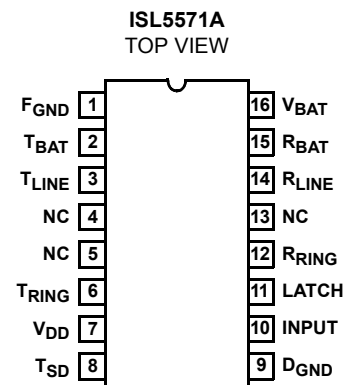 ISL5571A
TOP VIEW
FGND 1 16 VBAT
TBAT 2 15 RBAT
TLINE 3 14 RLINE
NC 4 13 NC
NC 5 12 RRING
TRING 6 11 LATCH
VDD 7 10 INPUT
TSD 8 9 DGND